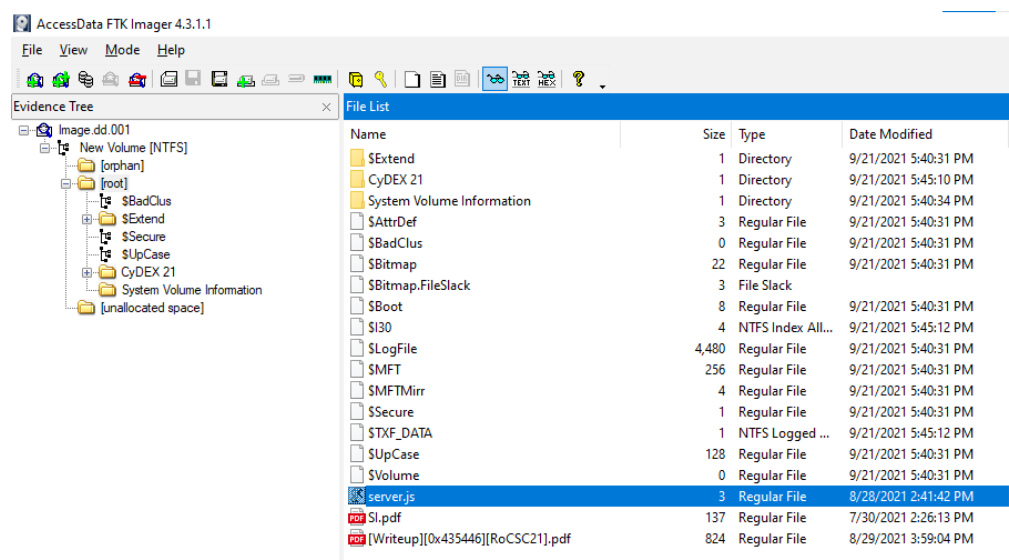 AccessData FTK Imager 4.3.1.1
File View Mode Help
Evidence Tree
Image.dd.001
New Volume [NTFS]
[orphan]
[root]
$BadClus
$Extend
$Secure
$UpCase
CyDEX 21
System Volume Information
[unallocated space]
File List
Name Size Type Date Modified
$Extend 1 Directory 9/21/2021 5:40:31 PM
CyDEX 21 1 Directory 9/21/2021 5:45:10 PM
System Volume Information 1 Directory 9/21/2021 5:40:34 PM
$AttrDef 3 Regular File 9/21/2021 5:40:31 PM
$BadClus 0 Regular File 9/21/2021 5:40:31 PM
$Bitmap 22 Regular File 9/21/2021 5:40:31 PM
$Bitmap.FileSlack 3 File Slack
$Boot 8 Regular File 9/21/2021 5:40:31 PM
$I30 4 NTFS Index All... 9/21/2021 5:45:12 PM
$LogFile 4,480 Regular File 9/21/2021 5:40:31 PM
$MFT 256 Regular File 9/21/2021 5:40:31 PM
$MFTMirr 4 Regular File 9/21/2021 5:40:31 PM
$Secure 1 Regular File 9/21/2021 5:40:31 PM
$TXF_DATA 1 NTFS Logged ... 9/21/2021 5:45:12 PM
$UpCase 128 Regular File 9/21/2021 5:40:31 PM
$Volume 0 Regular File 9/21/2021 5:40:31 PM
server.js 3 Regular File 8/28/2021 2:41:42 PM
SI.pdf 137 Regular File 7/30/2021 2:26:13 PM
[Writeup][0x435446][RoCSC21].pdf 824 Regular File 8/29/2021 3:59:04 PM